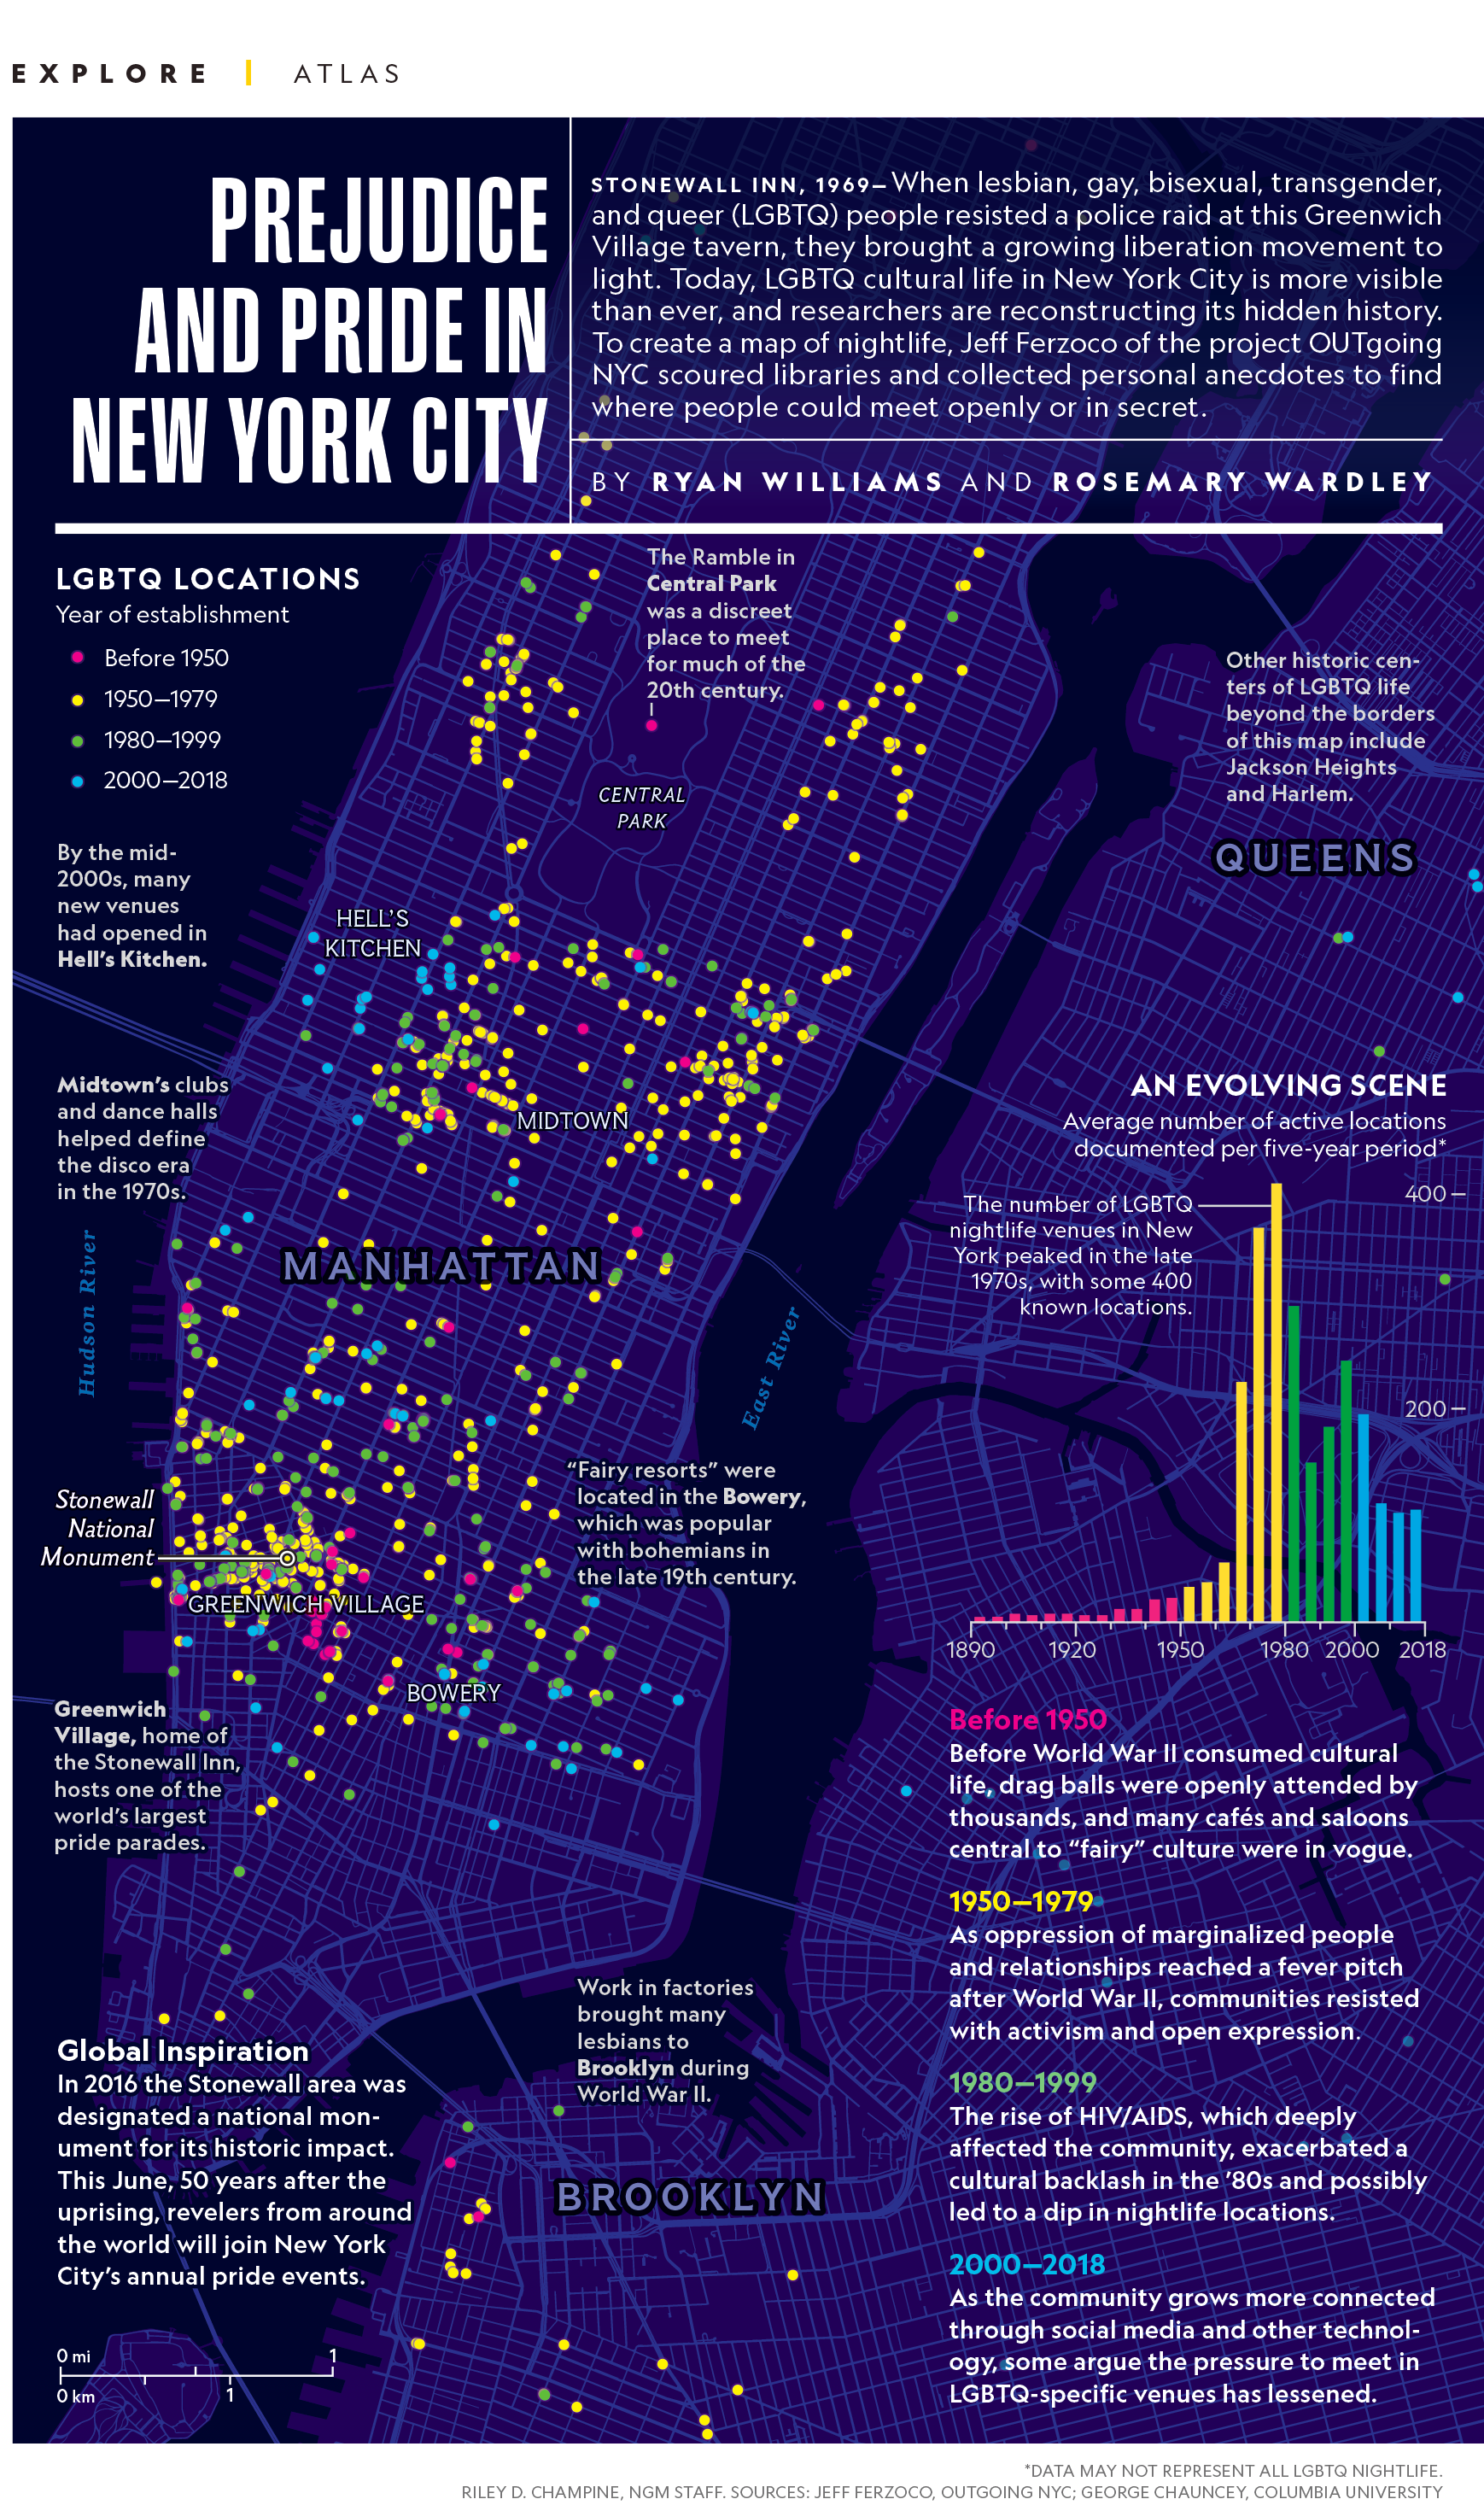 EXPLORE | ATLAS
PREJUDICE
AND PRIDE IN
NEW YORK CITY
STONEWALL INN, 1969—When lesbian, gay, bisexual, transgender,
and queer (LGBTQ) people resisted a police raid at this Greenwich
Village tavern, they brought a growing liberation movement to
light. Today, LGBTQ cultural life in New York City is more visible
than ever, and researchers are reconstructing its hidden history.
To create a map of nightlife, Jeff Ferzoco of the project OUTgoing
NYC scoured libraries and collected personal anecdotes to find
where people could meet openly or in secret.
BY RYAN WILLIAMS AND ROSEMARY WARDLEY
LGBTQ LOCATIONS
Year of establishment
Before 1950
1950–1979
1980–1999
2000–2018
The Ramble in
Central Park
was a discreet
place to meet
for much of the
20th century.
CENTRAL
PARK
Other historic cen-
ters of LGBTQ life
beyond the borders
of this map include
Jackson Heights
and Harlem.
QUEENS
By the mid-
2000s, many
new venues
had opened in
Hell's Kitchen.
HELL'S
KITCHEN
Midtown's clubs
and dance halls
helped define
the disco era
in the 1970s.
MIDTOWN
MANHATTAN
Hudson River
East River
AN EVOLVING SCENE
Average number of active locations
documented per five-year period*
The number of LGBTQ
nightlife venues in New
York peaked in the late
1970s, with some 400
known locations.
400
200
1890 1920 1950 1980 2000 2018
"Fairy resorts" were
located in the Bowery,
which was popular
with bohemians in
the late 19th century.
Stonewall
National
Monument
GREENWICH VILLAGE
BOWERY
Greenwich
Village, home of
the Stonewall Inn,
hosts one of the
world's largest
pride parades.
Before 1950
Before World War II consumed cultural
life, drag balls were openly attended by
thousands, and many cafés and saloons
central to "fairy" culture were in vogue.
1950–1979
As oppression of marginalized people
and relationships reached a fever pitch
after World War II, communities resisted
with activism and open expression.
1980–1999
The rise of HIV/AIDS, which deeply
affected the community, exacerbated a
cultural backlash in the '80s and possibly
led to a dip in nightlife locations.
2000–2018
As the community grows more connected
through social media and other technol-
ogy, some argue the pressure to meet in
LGBTQ-specific venues has lessened.
Work in factories
brought many
lesbians to
Brooklyn during
World War II.
BROOKLYN
Global Inspiration
In 2016 the Stonewall area was
designated a national mon-
ument for its historic impact.
This June, 50 years after the
uprising, revelers from around
the world will join New York
City's annual pride events.
0 mi 1
0 km 1
*DATA MAY NOT REPRESENT ALL LGBTQ NIGHTLIFE.
RILEY D. CHAMPINE, NGM STAFF. SOURCES: JEFF FERZOCO, OUTGOING NYC; GEORGE CHAUNCEY, COLUMBIA UNIVERSITY